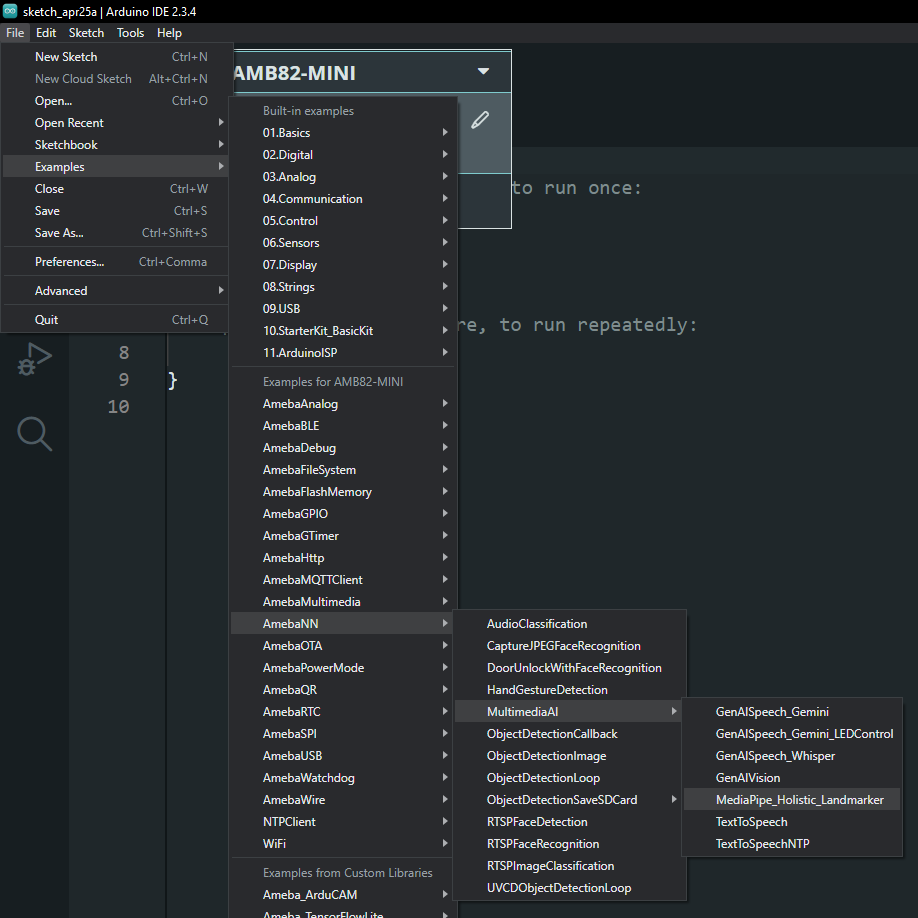 sketch_apr25a | Arduino IDE 2.3.4
File Edit Sketch Tools Help
New Sketch Ctrl+N
New Cloud Sketch Alt+Ctrl+N
Open... Ctrl+O
Open Recent
Sketchbook
Examples
Close Ctrl+W
Save Ctrl+S
Save As... Ctrl+Shift+S
Preferences... Ctrl+Comma
Advanced
Quit Ctrl+Q
AMB82-MINI
to run once:
re, to run repeatedly:
8
9 }
10
Built-in examples
01.Basics
02.Digital
03.Analog
04.Communication
05.Control
06.Sensors
07.Display
08.Strings
09.USB
10.StarterKit_BasicKit
11.ArduinoISP
Examples for AMB82-MINI
AmebaAnalog
AmebaBLE
AmebaDebug
AmebaFileSystem
AmebaFlashMemory
AmebaGPIO
AmebaGTimer
AmebaHttp
AmebaMQTTClient
AmebaMultimedia
AmebaNN
AmebaOTA
AmebaPowerMode
AmebaQR
AmebaRTC
AmebaSPI
AmebaUSB
AmebaWatchdog
AmebaWire
NTPClient
WiFi
Examples from Custom Libraries
Ameba_ArduCAM
Ameba_TensorFlowLite
AudioClassification
CaptureJPEGFaceRecognition
DoorUnlockWithFaceRecognition
HandGestureDetection
MultimediaAI
ObjectDetectionCallback
ObjectDetectionImage
ObjectDetectionLoop
ObjectDetectionSaveSDCard
RTSPFaceDetection
RTSPFaceRecognition
RTSPImageClassification
UVCDObjectDetectionLoop
GenAISpeech_Gemini
GenAISpeech_Gemini_LEDControl
GenAISpeech_Whisper
GenAIVision
MediaPipe_Holistic_Landmarker
TextToSpeech
TextToSpeechNTP